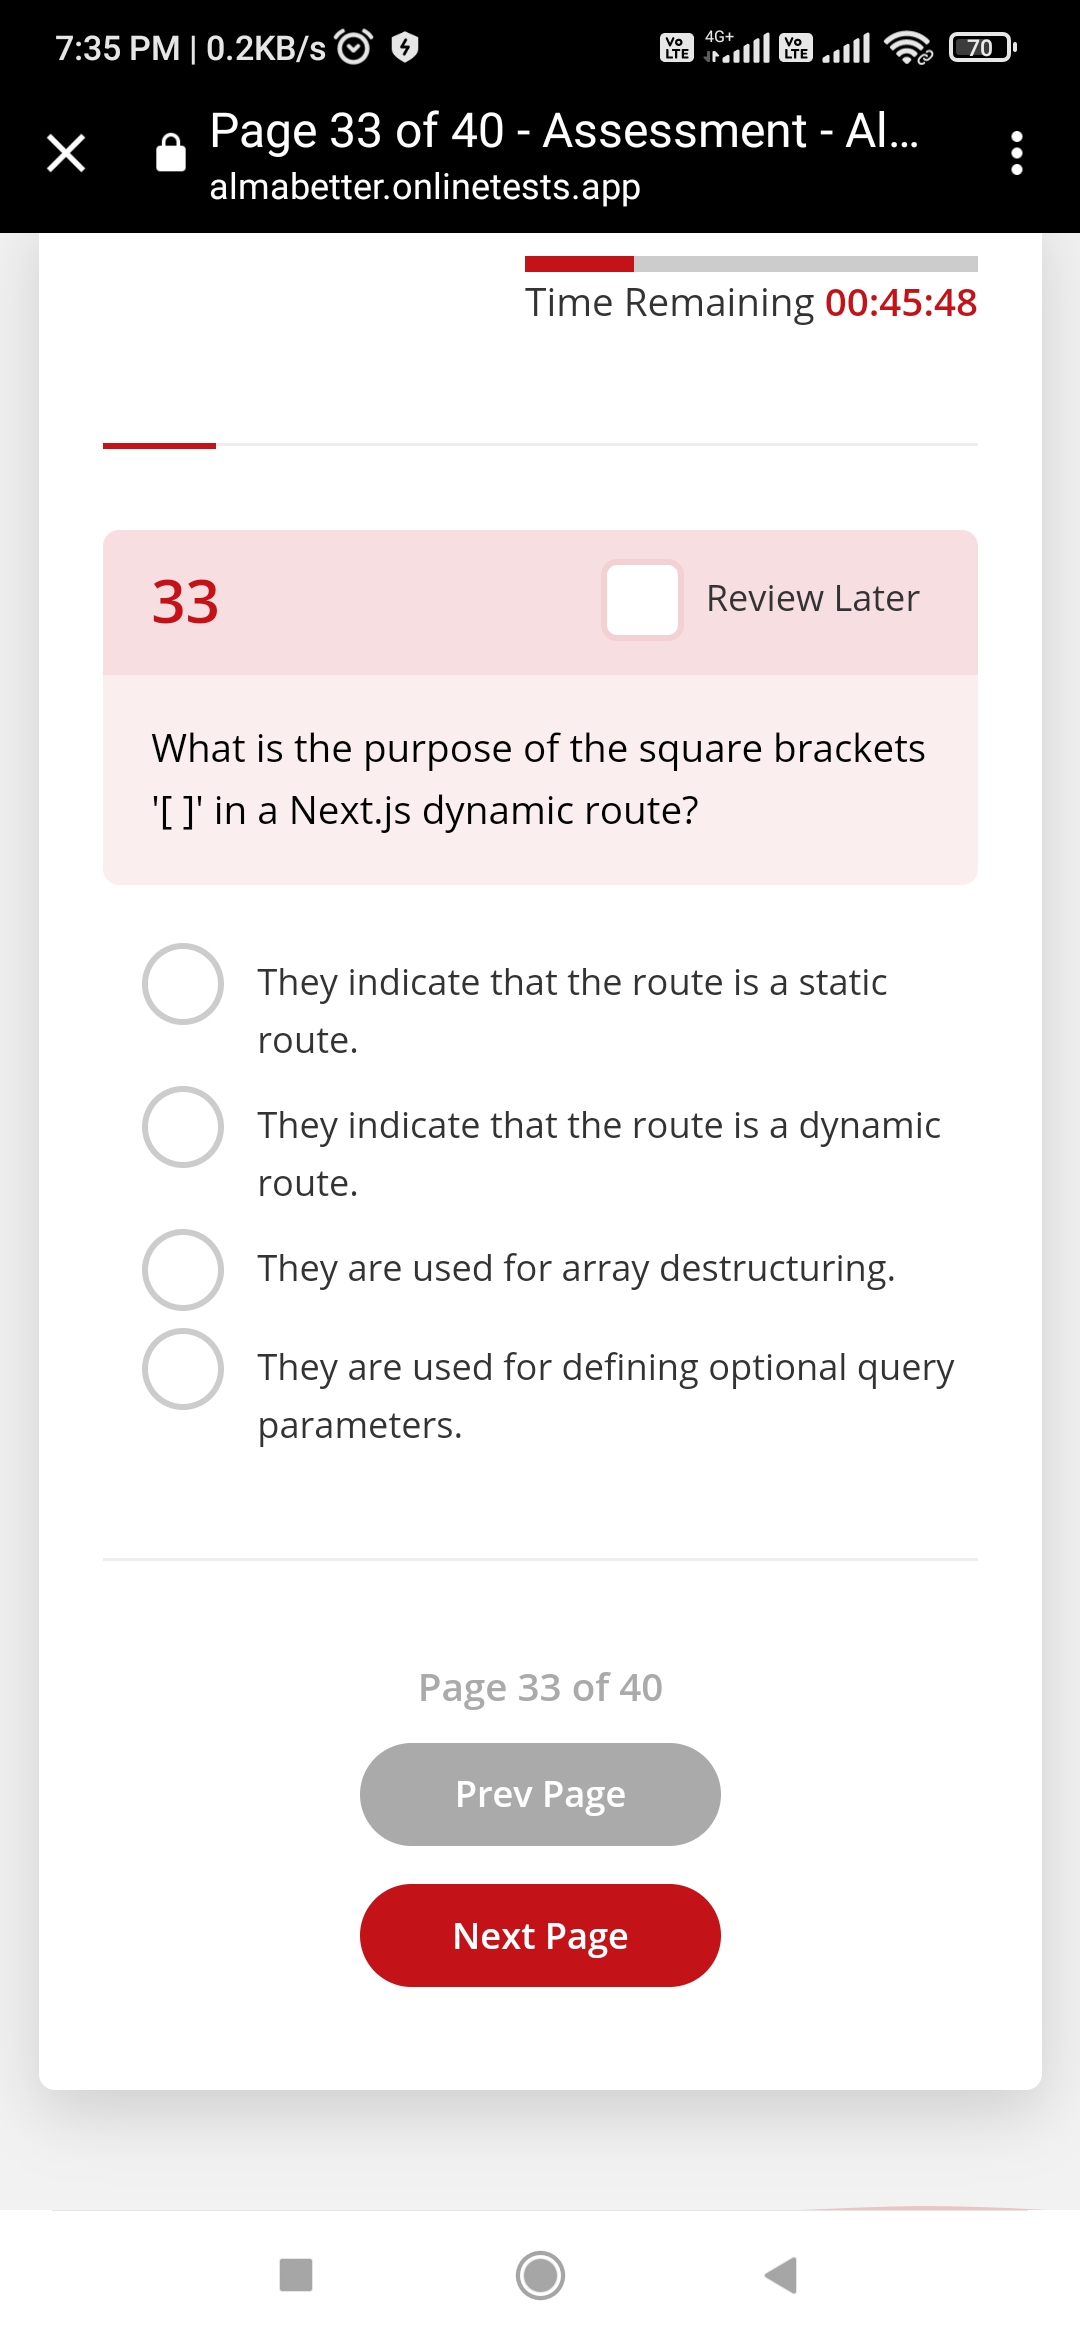 7:35 PM | 0.2KB/s
Vo LTE 4G+ Vo LTE 70
Page 33 of 40 - Assessment - Al...
almabetter.onlinetests.app
Time Remaining 00:45:48
33 Review Later
What is the purpose of the square brackets
'[ ]' in a Next.js dynamic route?
They indicate that the route is a static
route.
They indicate that the route is a dynamic
route.
They are used for array destructuring.
They are used for defining optional query
parameters.
Page 33 of 40
Prev Page
Next Page